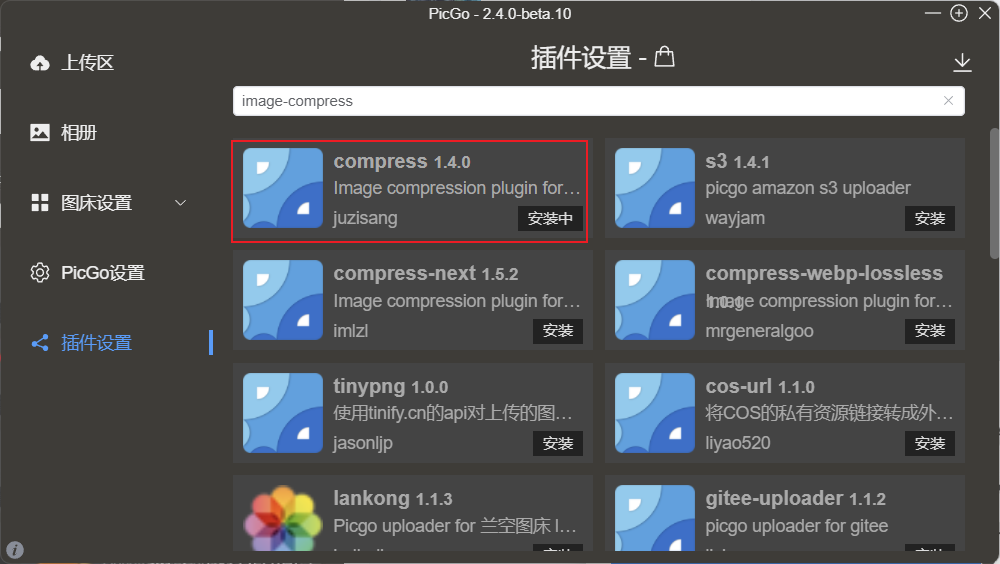 PicGo - 2.4.0-beta.10
上传区
相册
图床设置
PicGo设置
插件设置
插件设置 -
image-compress
compress 1.4.0
Image compression plugin for…
juzisang
安装中
s3 1.4.1
picgo amazon s3 uploader
wayjam
安装
compress-next 1.5.2
Image compression plugin for…
imlzl
安装
compress-webp-lossless
1.0.1
Image compression plugin for…
mrgeneralgoo
安装
tinypng 1.0.0
使用tinify.cn的api对上传的图…
jasonljp
安装
cos-url 1.1.0
将COS的私有资源链接转成外…
liyao520
安装
lankong 1.1.3
Picgo uploader for 兰空图床 l…
gitee-uploader 1.1.2
picgo uploader for gitee